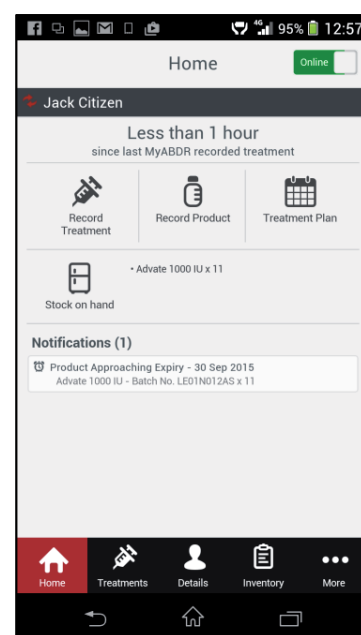 4G 95% 12:57
Home
Online
Jack Citizen
Less than 1 hour
since last MyABDR recorded treatment
Record
Treatment
Record Product
Treatment Plan
Stock on hand
• Advate 1000 IU x 11
Notifications (1)
Product Approaching Expiry - 30 Sep 2015
Advate 1000 IU - Batch No. LE01N012AS x 11
Home
Treatments
Details
Inventory
More